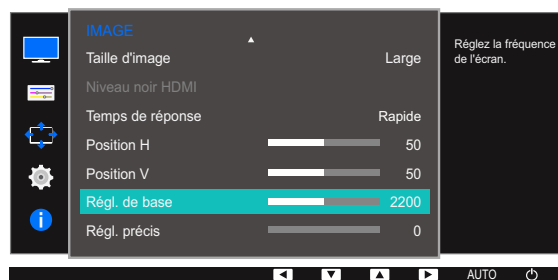 IMAGE
Taille d'image Large
Niveau noir HDMI
Temps de réponse Rapide
Position H 50
Position V 50
Régl. de base 2200
Régl. précis 0
Réglez la fréquence
de l'écran.
AUTO